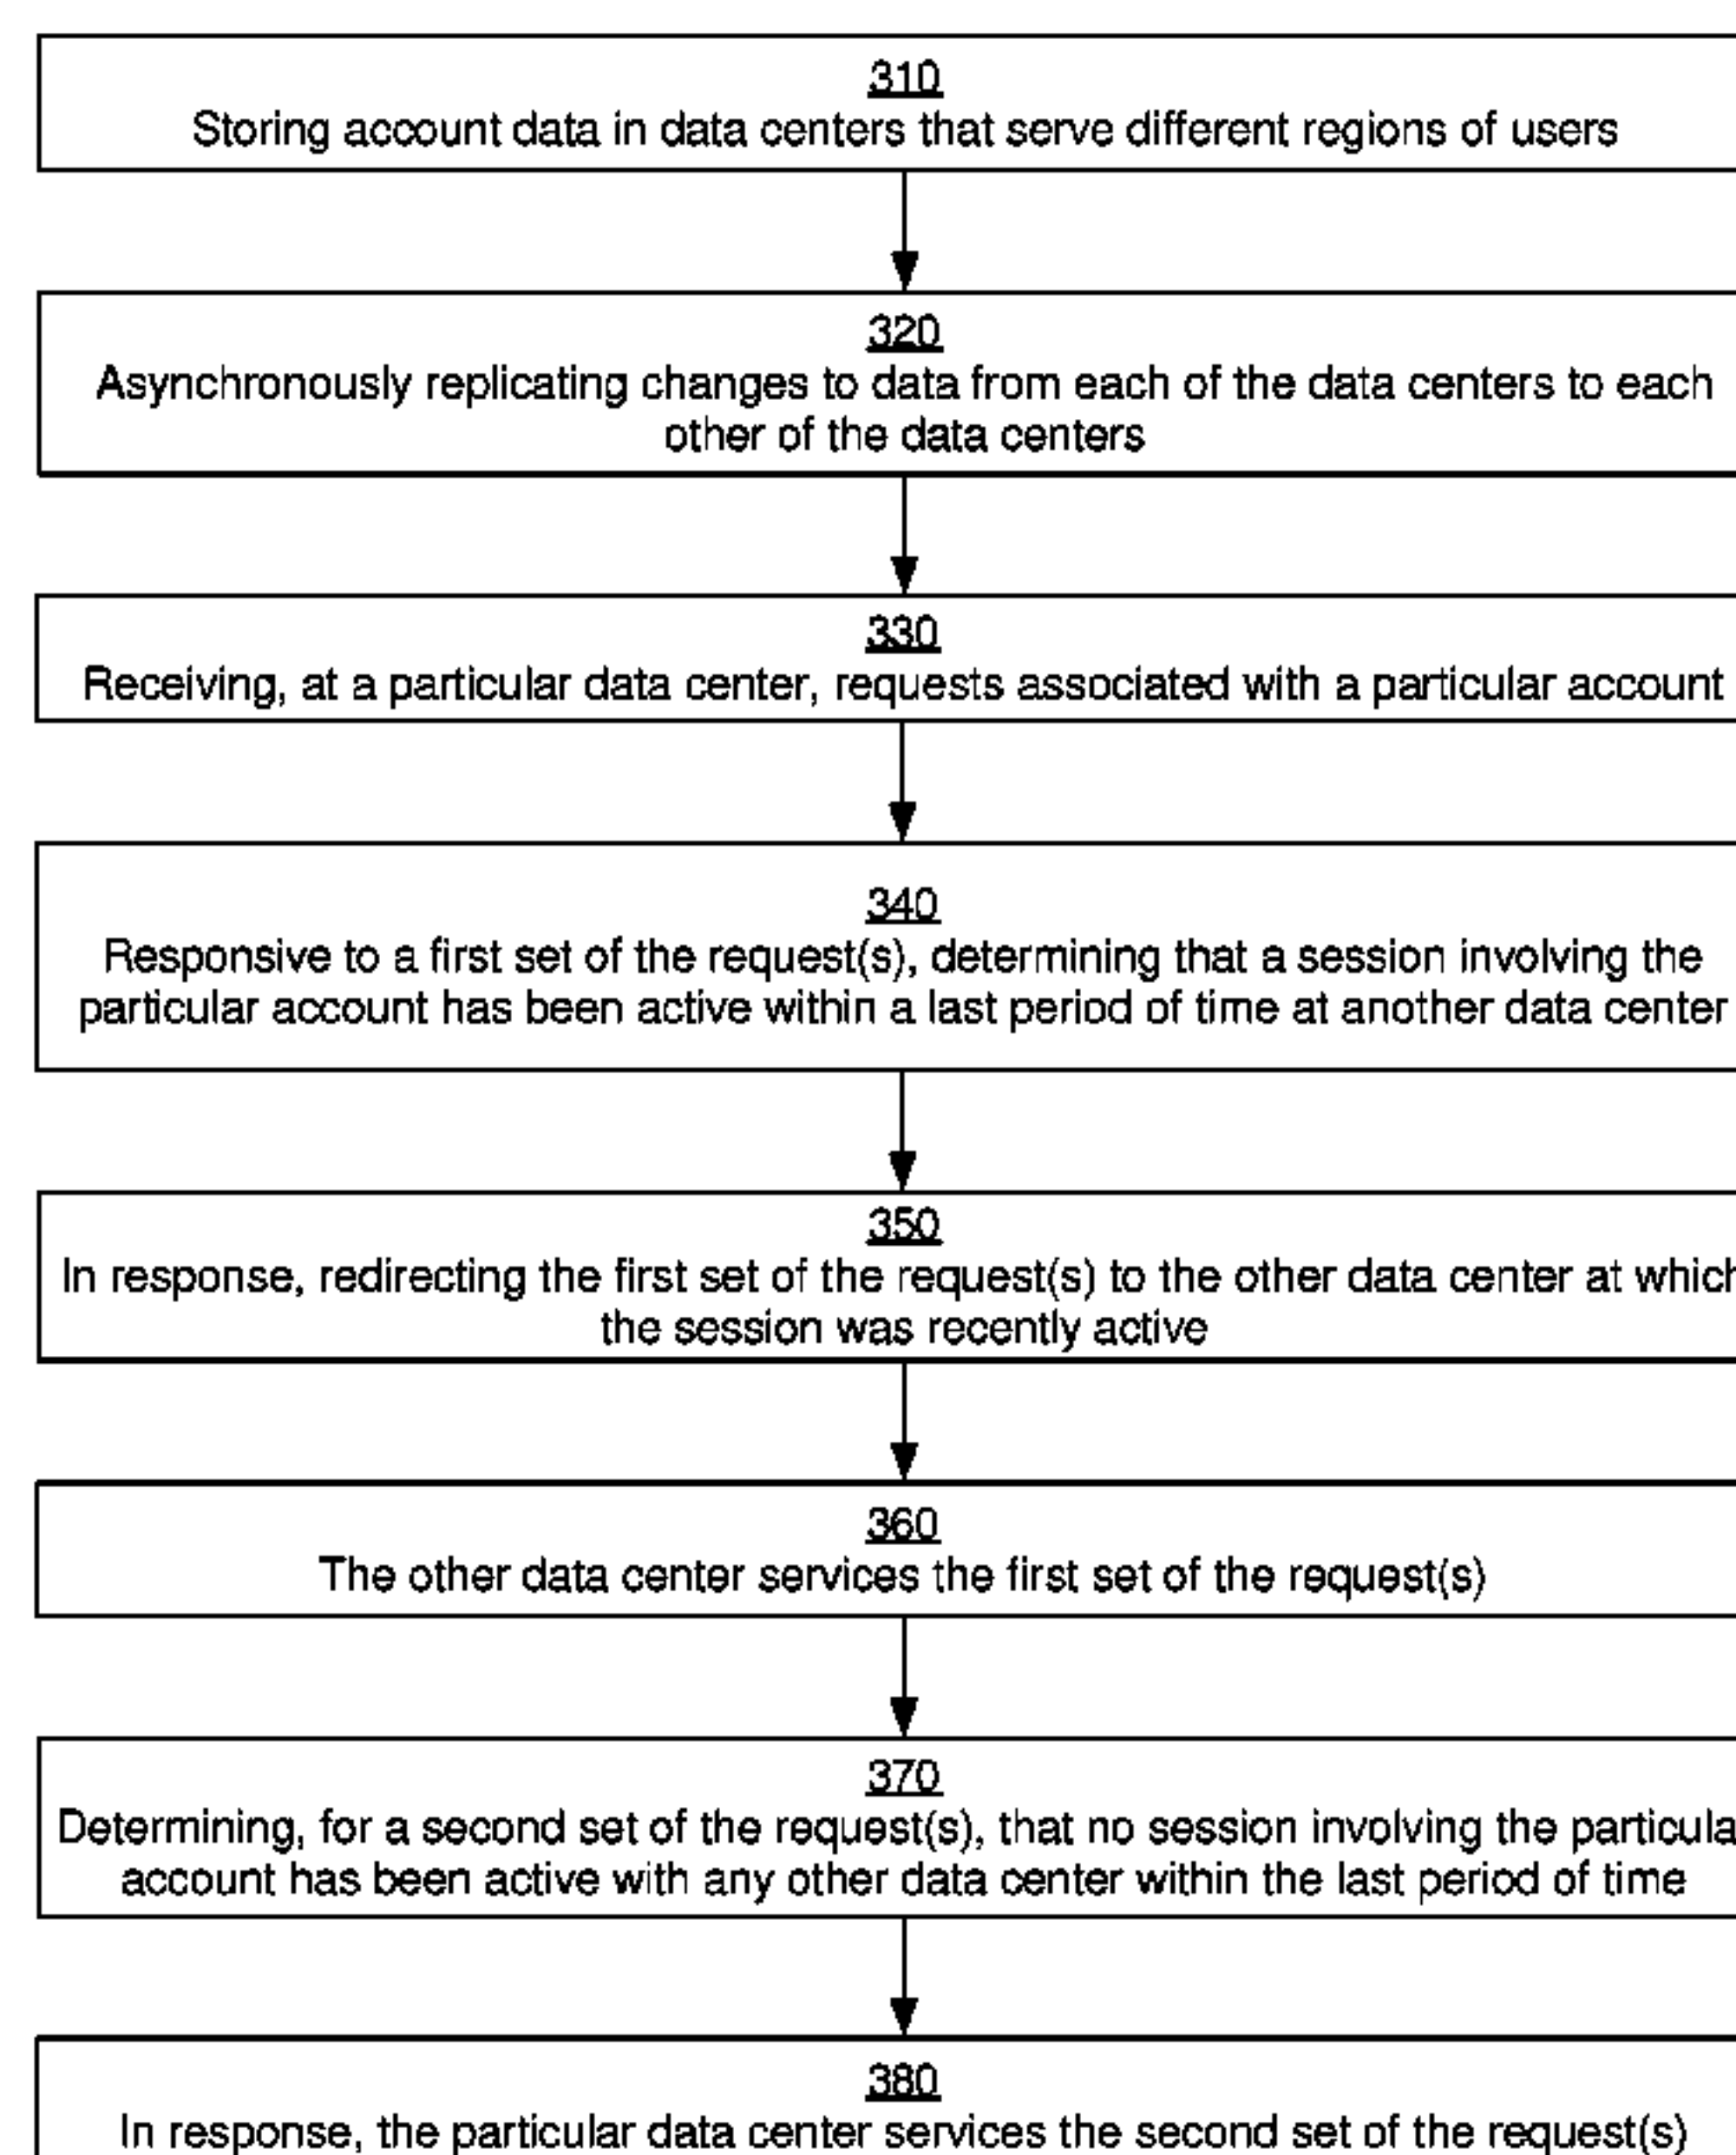 310
Storing account data in data centers that serve different regions of users
320
Asynchronously replicating changes to data from each of the data centers to each
other of the data centers
330
Receiving, at a particular data center, requests associated with a particular account
340
Responsive to a first set of the request(s), determining that a session involving the
particular account has been active within a last period of time at another data center
350
In response, redirecting the first set of the request(s) to the other data center at which
the session was recently active
360
The other data center services the first set of the request(s)
370
Determining, for a second set of the request(s), that no session involving the particula
account has been active with any other data center within the last period of time
380
In response, the particular data center services the second set of the request(s)